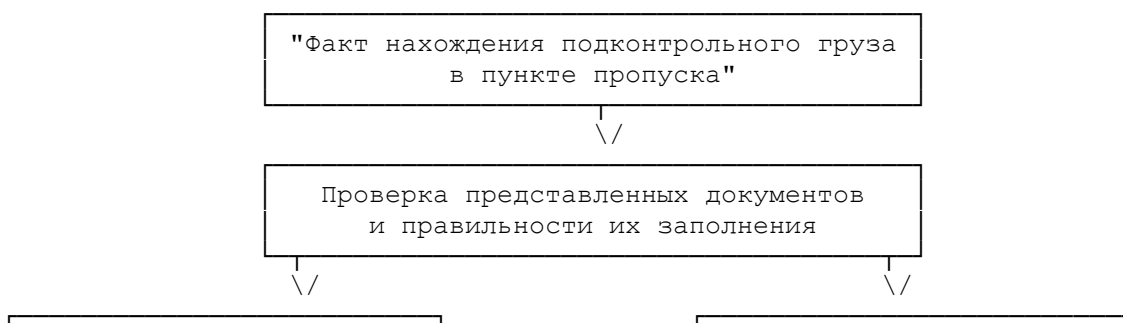 "Факт нахождения подконтрольного груза
в пункте пропуска"
Проверка представленных документов
и правильности их заполнения